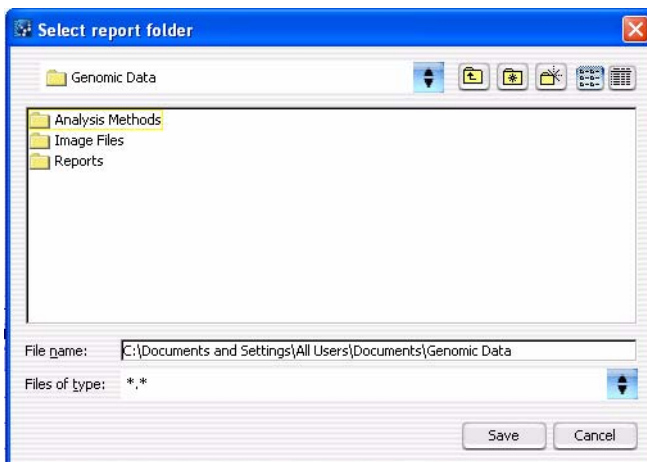 Select report folder
Genomic Data
Analysis Methods
Image Files
Reports
File name: C:\Documents and Settings\All Users\Documents\Genomic Data
Files of type: *.*
Save Cancel